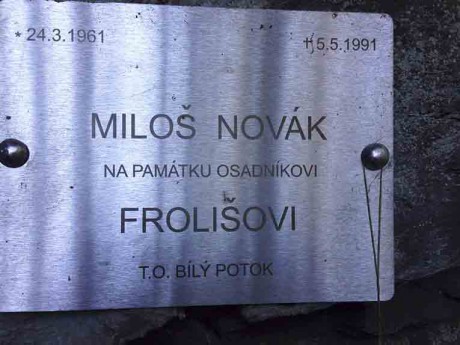 * 24.3.1961 ✝5.5.1991
MILOŠ NOVÁK
NA PAMÁTKU OSADNÍKOVI
FROLIŠOVI
T.O. BÍLÝ POTOK